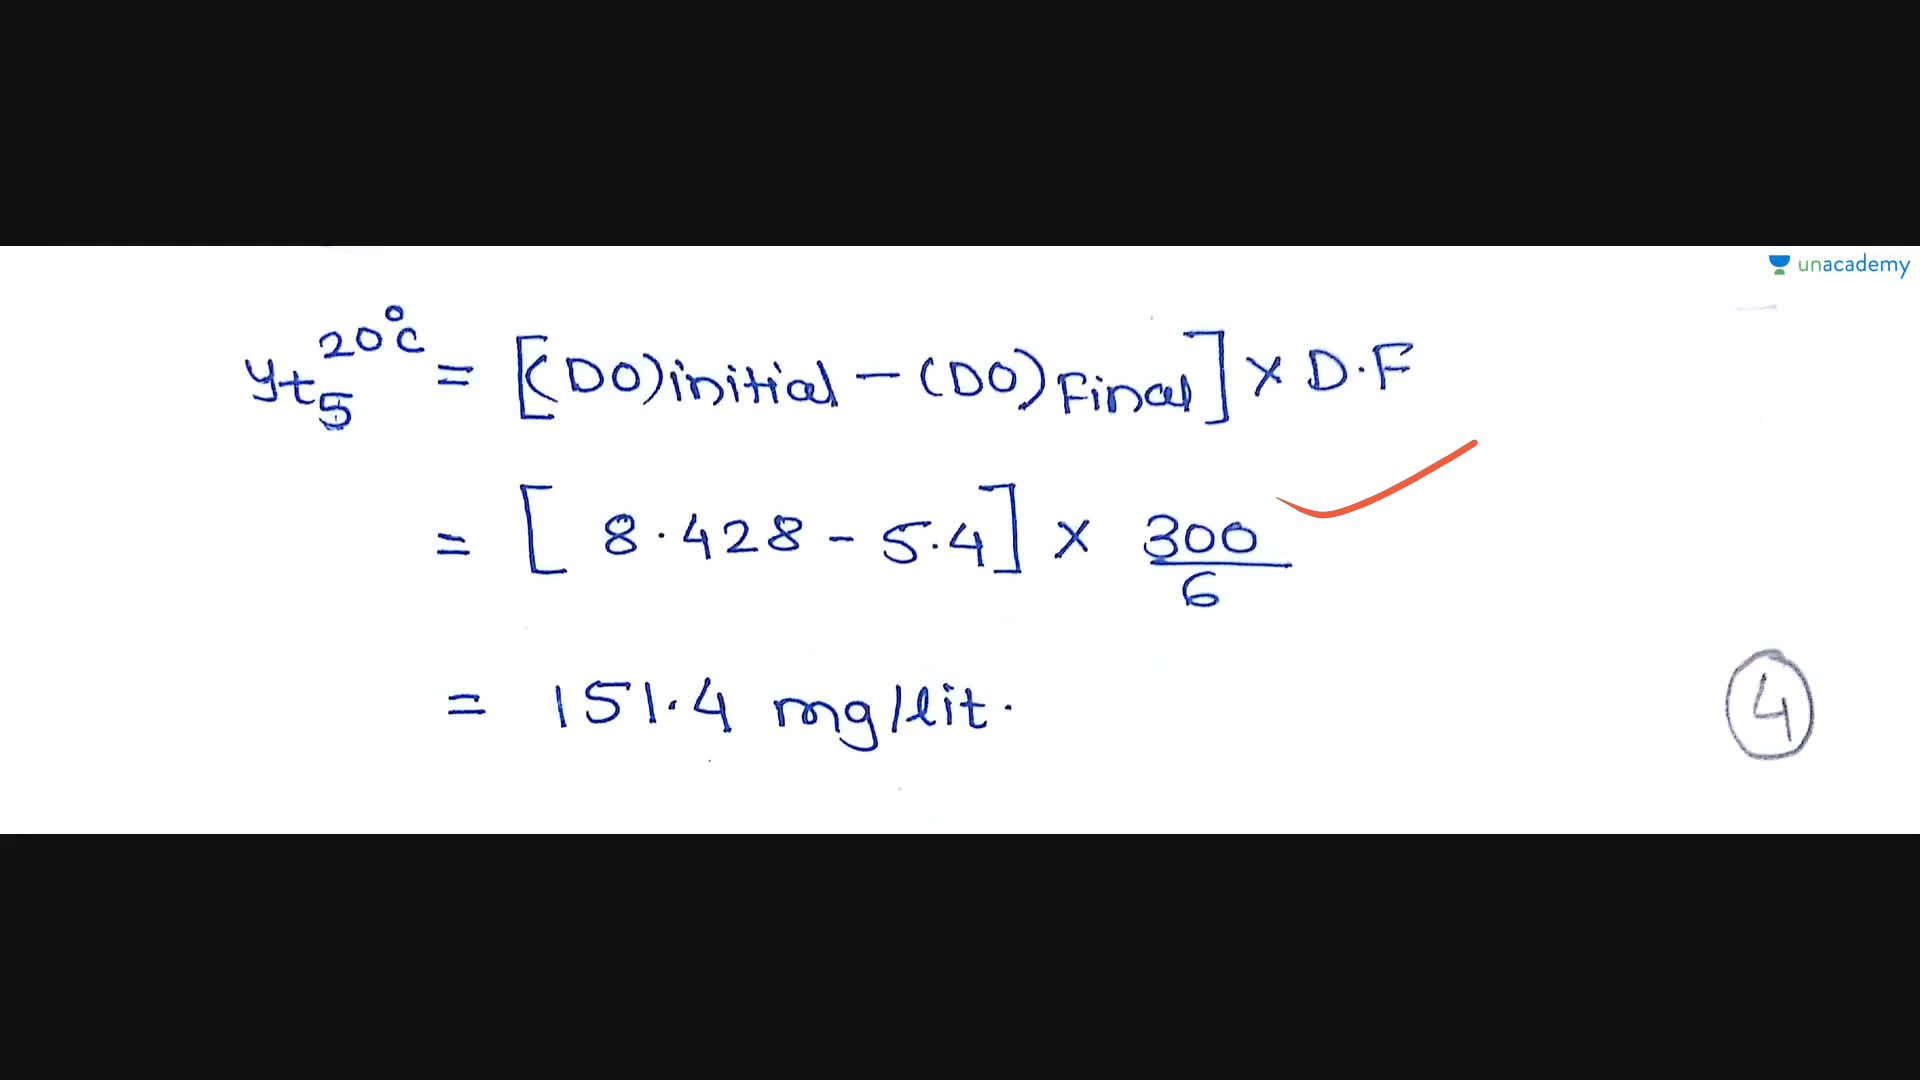 unacademy
yt₅^20°C = [(DO)initial - (DO)Final] × D.F
= [8.428 - 5.4] × 300/6
= 151.4 mg/lit.
4